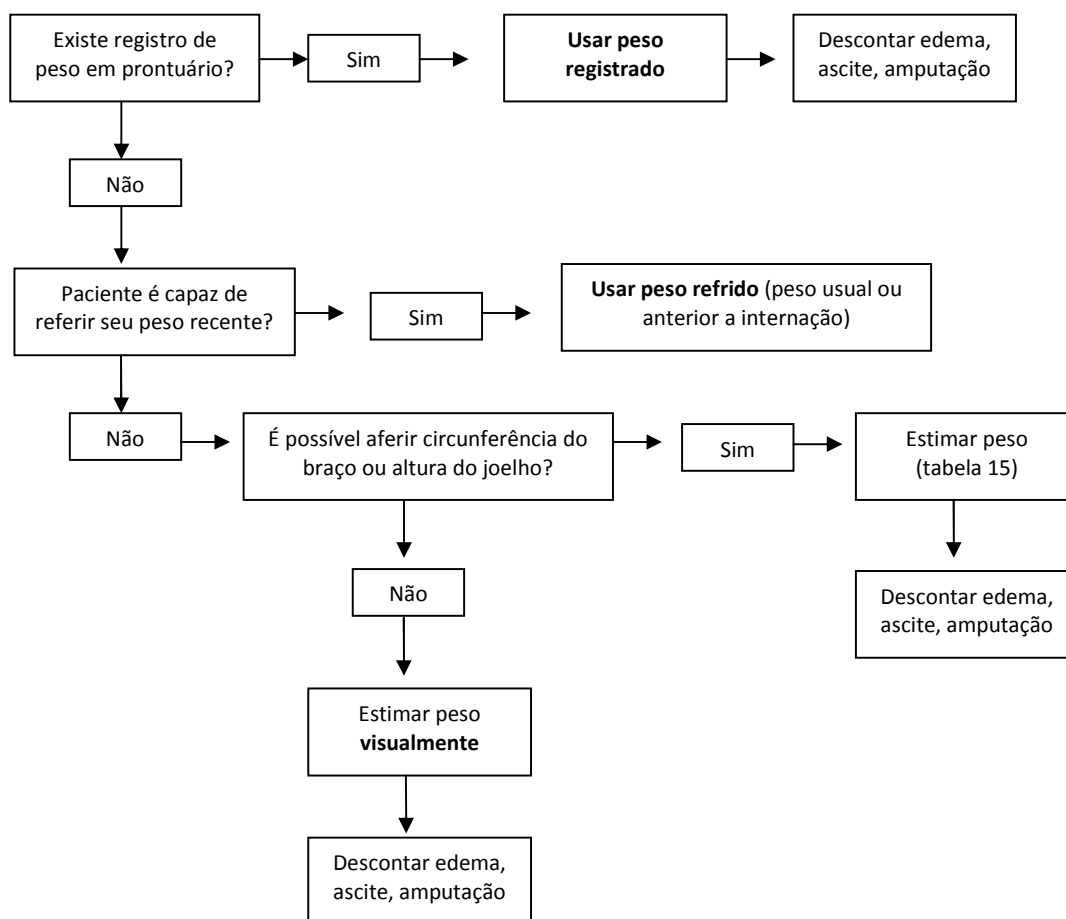 Existe registro de
peso em prontuário?
Sim
Usar peso
registrado
Descontar edema,
ascite, amputação
Não
Paciente é capaz de
referir seu peso recente?
Sim
Usar peso refrido (peso usual ou
anterior a internação)
Não
É possível aferir circunferência do
braço ou altura do joelho?
Sim
Estimar peso
(tabela 15)
Não
Descontar edema,
ascite, amputação
Estimar peso
visualmente
Descontar edema,
ascite, amputação